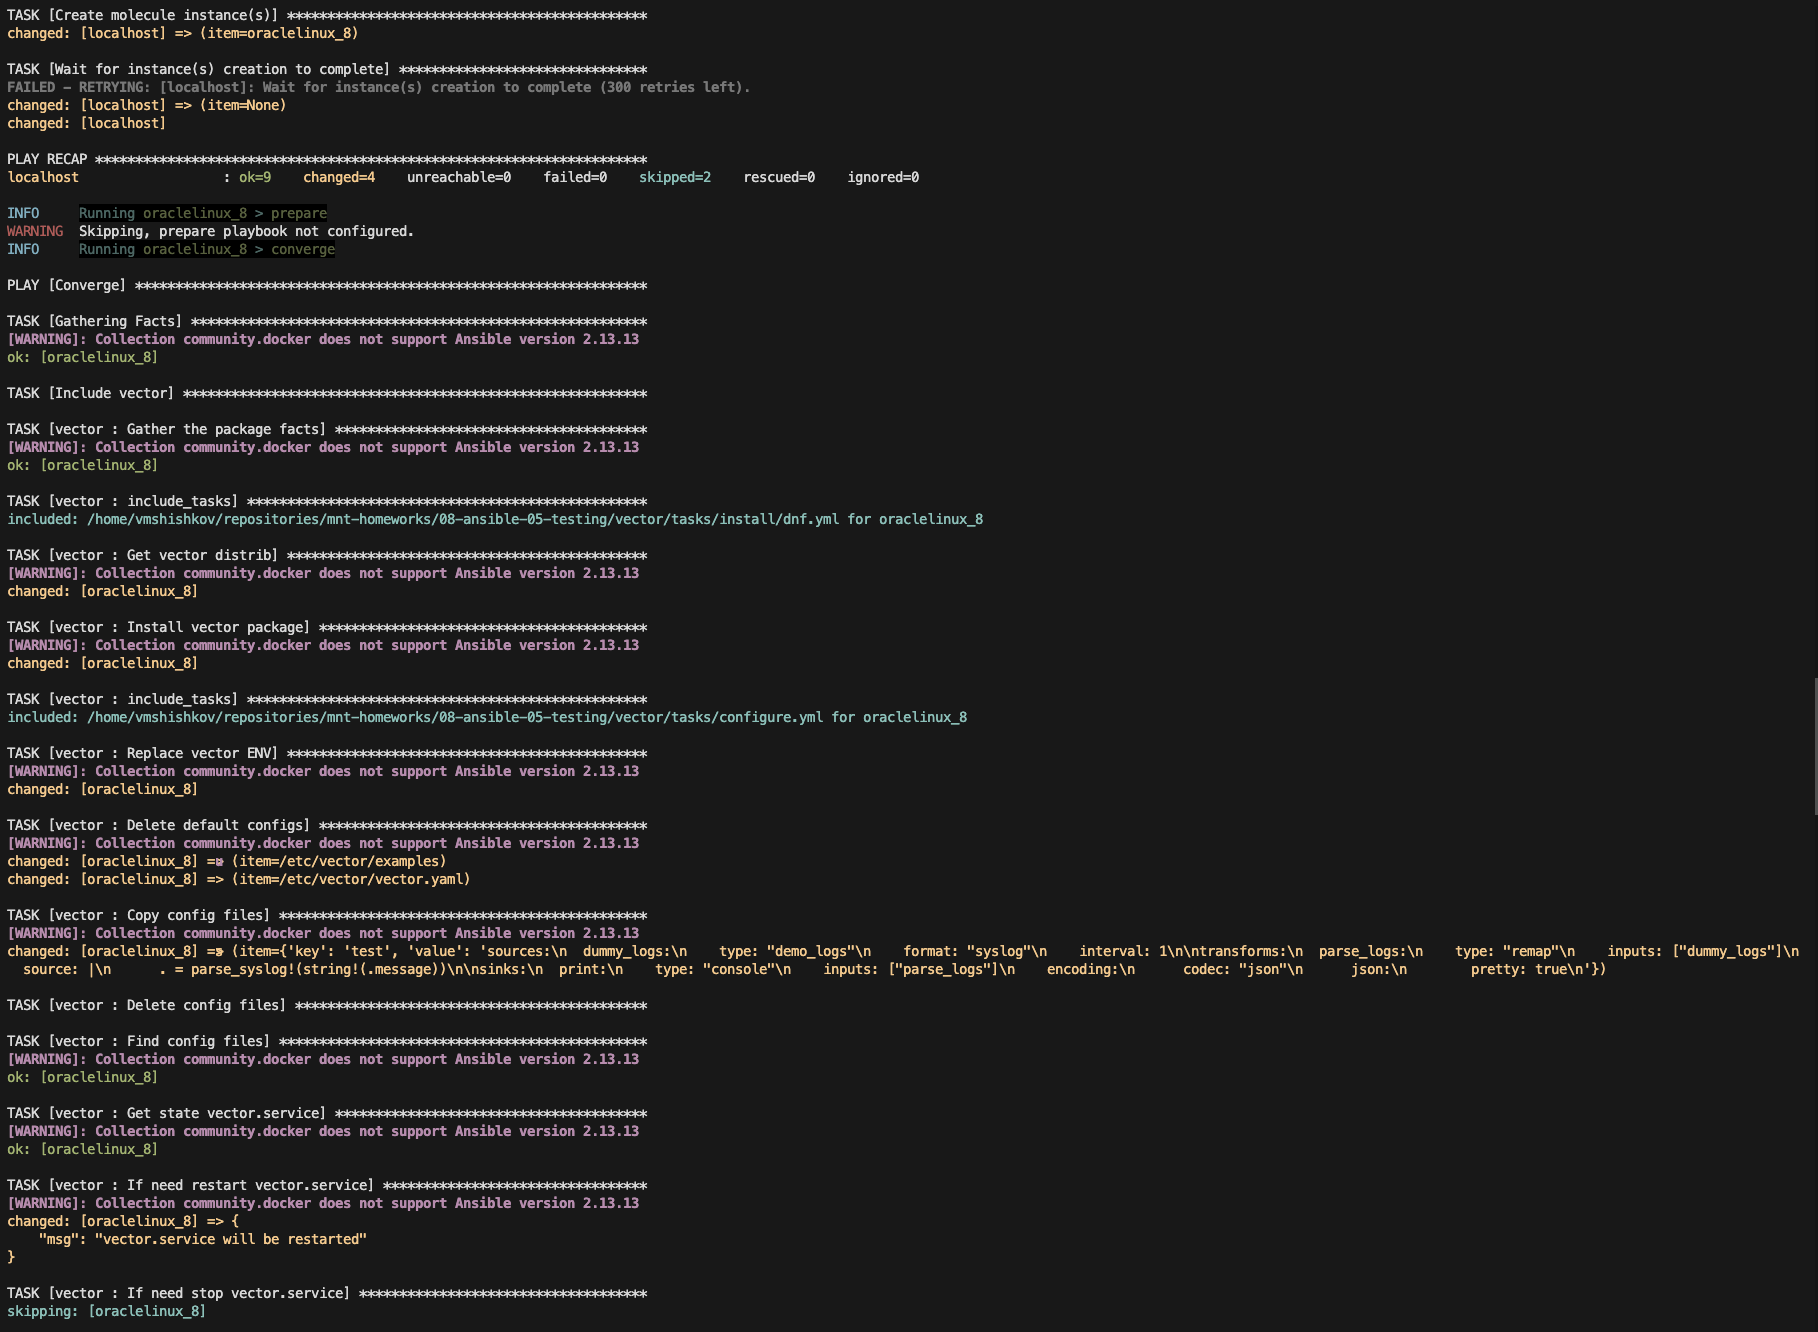 TASK [Create molecule instance(s)] *********************************************
changed: [localhost] => (item=oraclelinux_8)
TASK [Wait for instance(s) creation to complete] *******************************
FAILED - RETRYING: [localhost]: Wait for instance(s) creation to complete (300 retries left).
changed: [localhost] => (item=None)
changed: [localhost]
PLAY RECAP *********************************************************************
localhost                  : ok=9    changed=4    unreachable=0    failed=0    skipped=2    rescued=0    ignored=0
INFO     Running oraclelinux_8 > prepare
WARNING  Skipping, prepare playbook not configured.
INFO     Running oraclelinux_8 > converge
PLAY [Converge] ****************************************************************
TASK [Gathering Facts] *********************************************************
[WARNING]: Collection community.docker does not support Ansible version 2.13.13
ok: [oraclelinux_8]
TASK [Include vector] **********************************************************
TASK [vector : Gather the package facts] ***************************************
[WARNING]: Collection community.docker does not support Ansible version 2.13.13
ok: [oraclelinux_8]
TASK [vector : include_tasks] **************************************************
included: /home/vmshishkov/repositories/mnt-homeworks/08-ansible-05-testing/vector/tasks/install/dnf.yml for oraclelinux_8
TASK [vector : Get vector distrib] *********************************************
[WARNING]: Collection community.docker does not support Ansible version 2.13.13
changed: [oraclelinux_8]
TASK [vector : Install vector package] *****************************************
[WARNING]: Collection community.docker does not support Ansible version 2.13.13
changed: [oraclelinux_8]
TASK [vector : include_tasks] **************************************************
included: /home/vmshishkov/repositories/mnt-homeworks/08-ansible-05-testing/vector/tasks/configure.yml for oraclelinux_8
TASK [vector : Replace vector ENV] *********************************************
[WARNING]: Collection community.docker does not support Ansible version 2.13.13
changed: [oraclelinux_8]
TASK [vector : Delete default configs] *****************************************
[WARNING]: Collection community.docker does not support Ansible version 2.13.13
changed: [oraclelinux_8] => (item=/etc/vector/examples)
changed: [oraclelinux_8] => (item=/etc/vector/vector.yaml)
TASK [vector : Copy config files] **********************************************
[WARNING]: Collection community.docker does not support Ansible version 2.13.13
changed: [oraclelinux_8] => (item={'key': 'test', 'value': 'sources:\n  dummy_logs:\n    type: "demo_logs"\n    format: "syslog"\n    interval: 1\n\ntransforms:\n  parse_logs:\n    type: "remap"\n    inputs: ["dummy_logs"]\n
  source: |\n      . = parse_syslog!(string!(.message))\n\nsinks:\n  print:\n    type: "console"\n    inputs: ["parse_logs"]\n    encoding:\n      codec: "json"\n      json:\n        pretty: true\n'})
TASK [vector : Delete config files] ********************************************
TASK [vector : Find config files] **********************************************
[WARNING]: Collection community.docker does not support Ansible version 2.13.13
ok: [oraclelinux_8]
TASK [vector : Get state vector.service] ***************************************
[WARNING]: Collection community.docker does not support Ansible version 2.13.13
ok: [oraclelinux_8]
TASK [vector : If need restart vector.service] *********************************
[WARNING]: Collection community.docker does not support Ansible version 2.13.13
changed: [oraclelinux_8] => {
    "msg": "vector.service will be restarted"
}
TASK [vector : If need stop vector.service] ************************************
skipping: [oraclelinux_8]